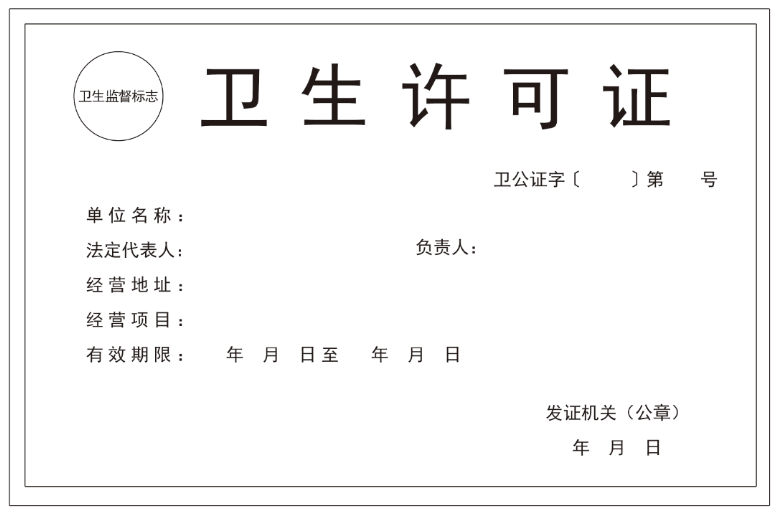 卫生监督标志
卫生许可证
卫公证字〔 〕第 号
单位名称：
法定代表人： 负责人：
经营地址：
经营项目：
有效期限： 年 月 日至 年 月 日
发证机关（公章）
年 月 日